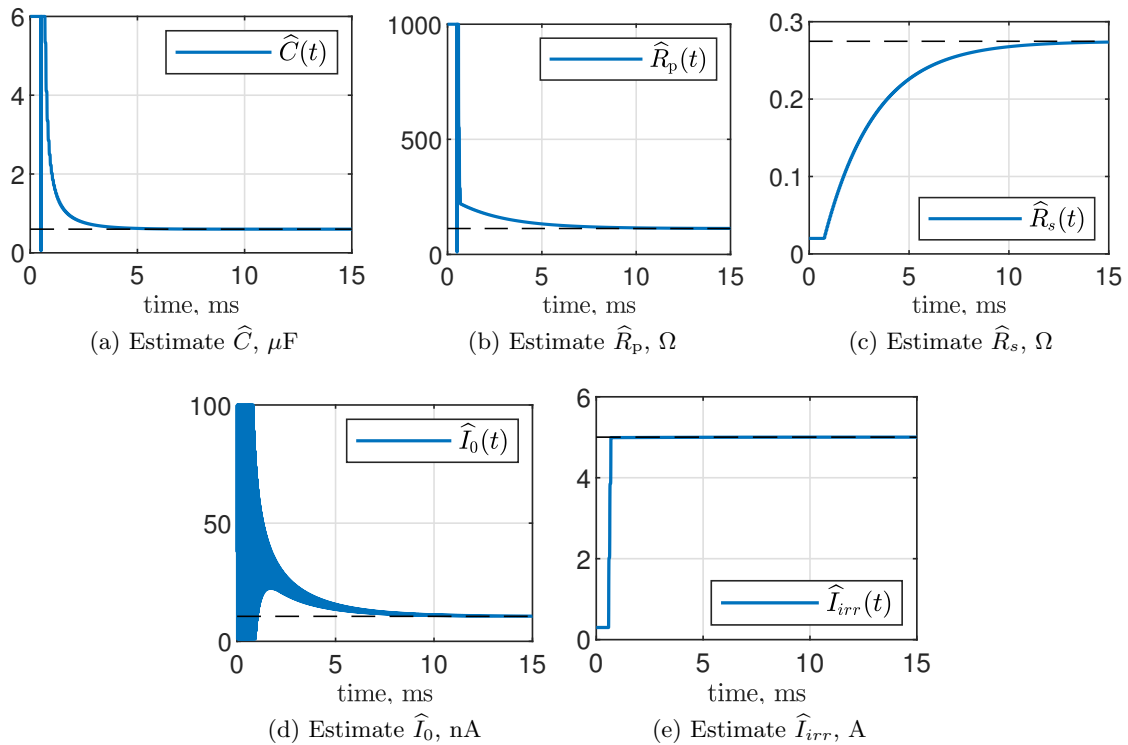 6
4
2
0
0 5 10 15
Ĉ(t)
time, ms
(a) Estimate Ĉ, μF
1000
500
0
0 5 10 15
R̂p(t)
time, ms
(b) Estimate R̂p, Ω
0.3
0.2
0.1
0
0 5 10 15
R̂s(t)
time, ms
(c) Estimate R̂s, Ω
100
50
0
0 5 10 15
Î0(t)
time, ms
(d) Estimate Î0, nA
6
4
2
0
0 5 10 15
Îirr(t)
time, ms
(e) Estimate Îirr, A